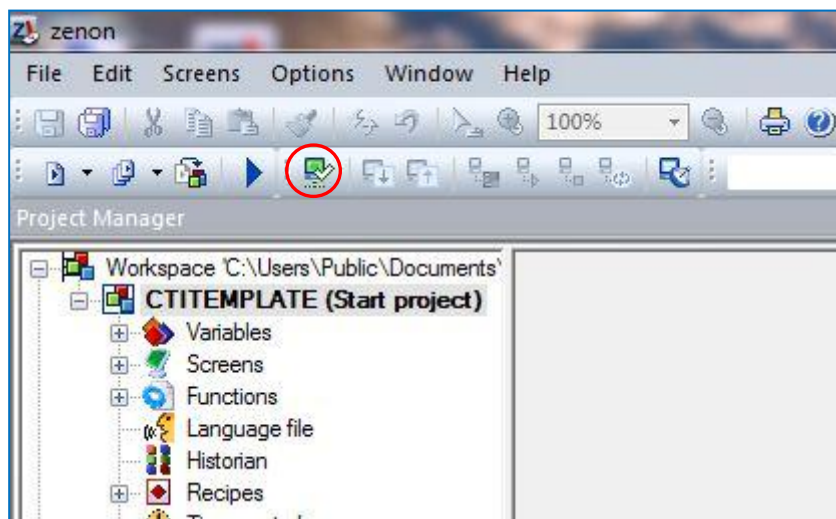 zenon
File Edit Screens Options Window Help
100%
Project Manager
Workspace 'C:\Users\Public\Documents'
CTITEMPLATE (Start project)
Variables
Screens
Functions
Language file
Historian
Recipes